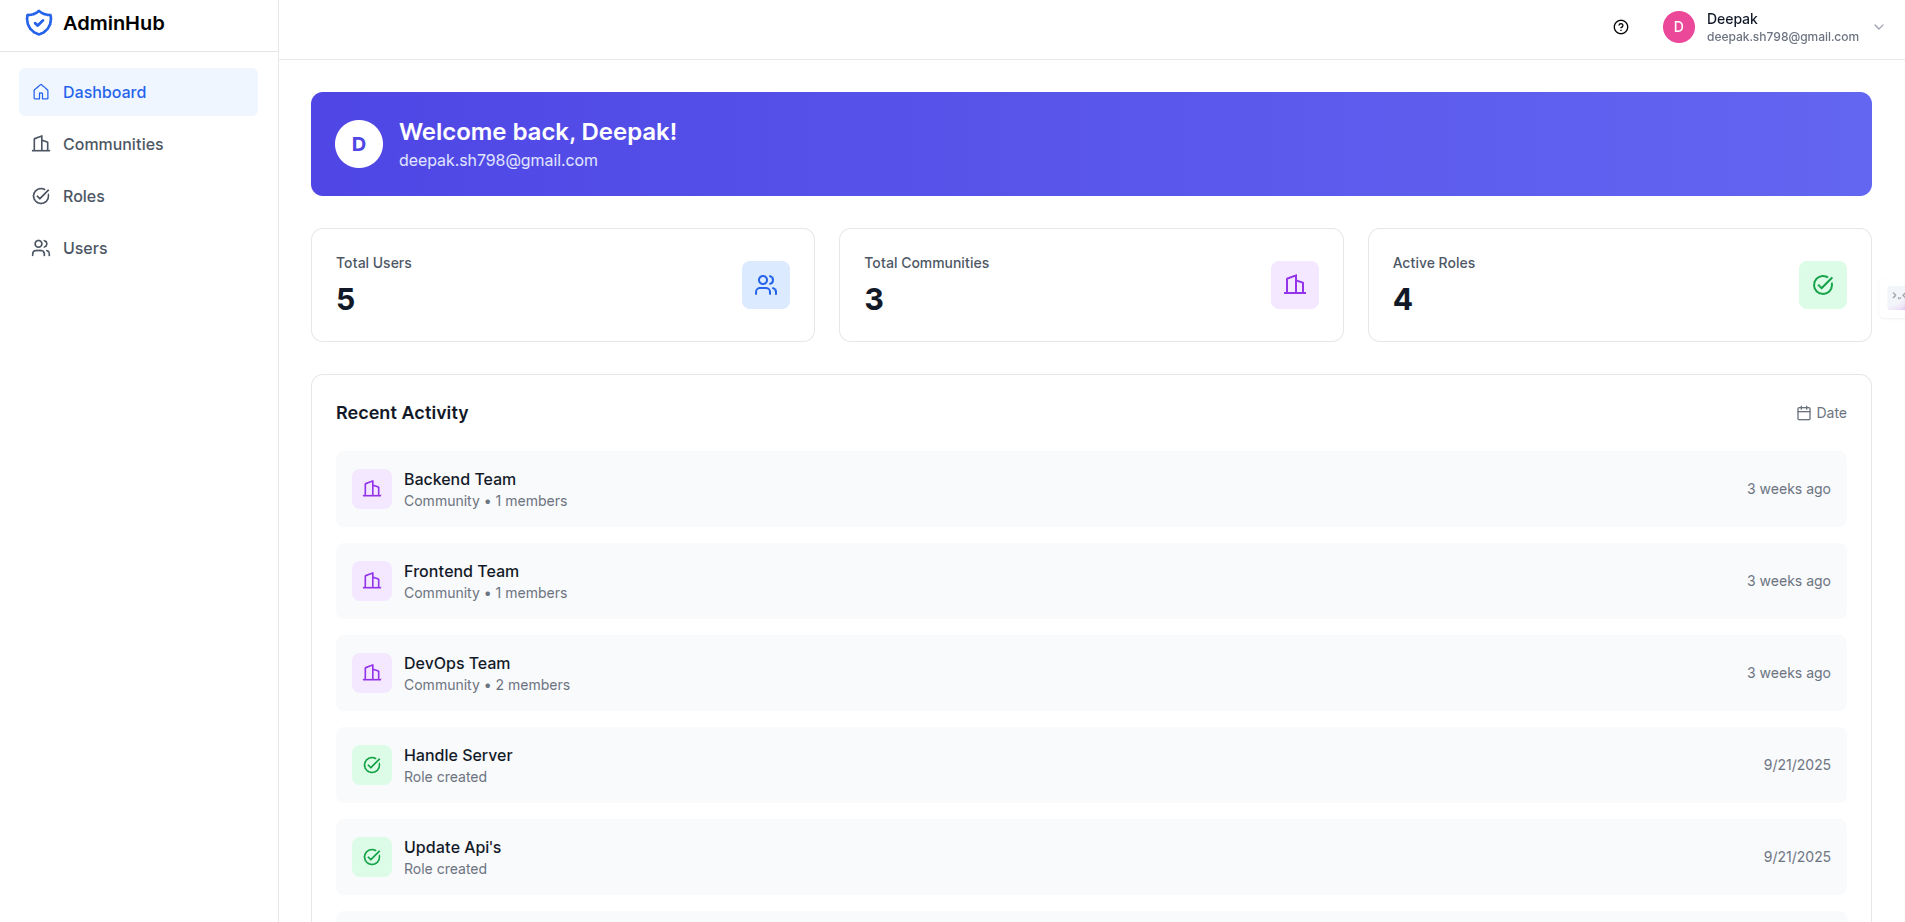 AdminHub
Dashboard
Communities
Roles
Users
D
Deepak
deepak.sh798@gmail.com
D
Welcome back, Deepak!
deepak.sh798@gmail.com
Total Users
5
Total Communities
3
Active Roles
4
Recent Activity
Date
Backend Team
Community • 1 members
3 weeks ago
Frontend Team
Community • 1 members
3 weeks ago
DevOps Team
Community • 2 members
3 weeks ago
Handle Server
Role created
9/21/2025
Update Api's
Role created
9/21/2025